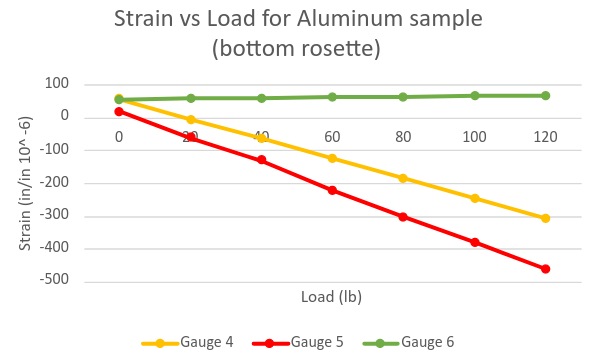 Strain vs Load for Aluminum sample
(bottom rosette)
100
0
-100
-200
-300
-400
-500
Strain (in/in 10^ -6)
0 20 40 60 80 100 120
Load (lb)
Gauge 4 Gauge 5 Gauge 6